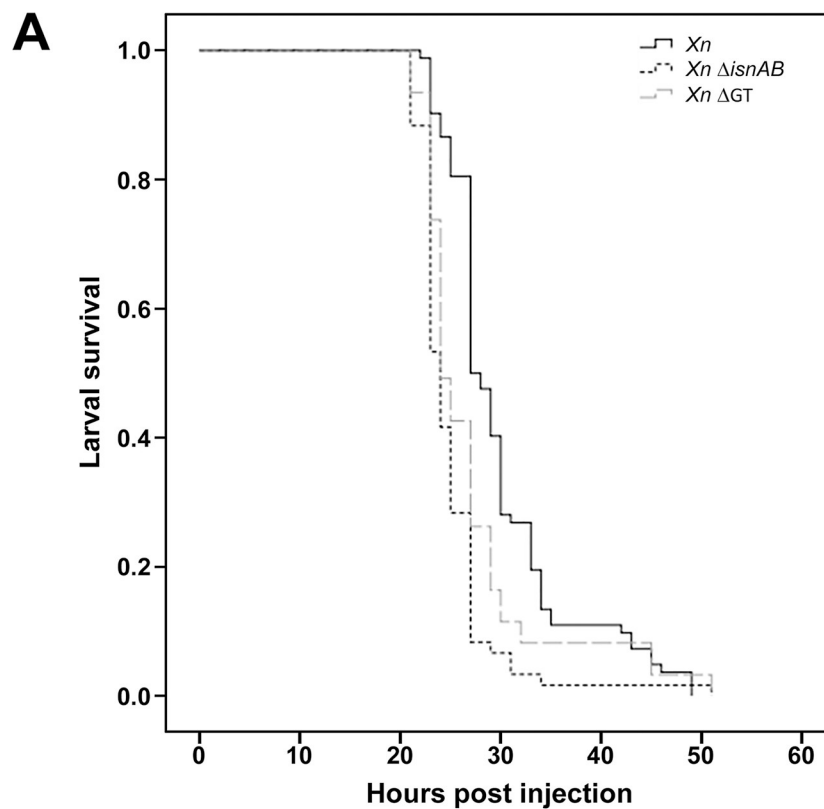 A
Xn
Xn ΔisnAB
Xn ΔGT
1.0
0.8
0.6
0.4
0.2
0.0
Larval survival
0 10 20 30 40 50 60
Hours post injection